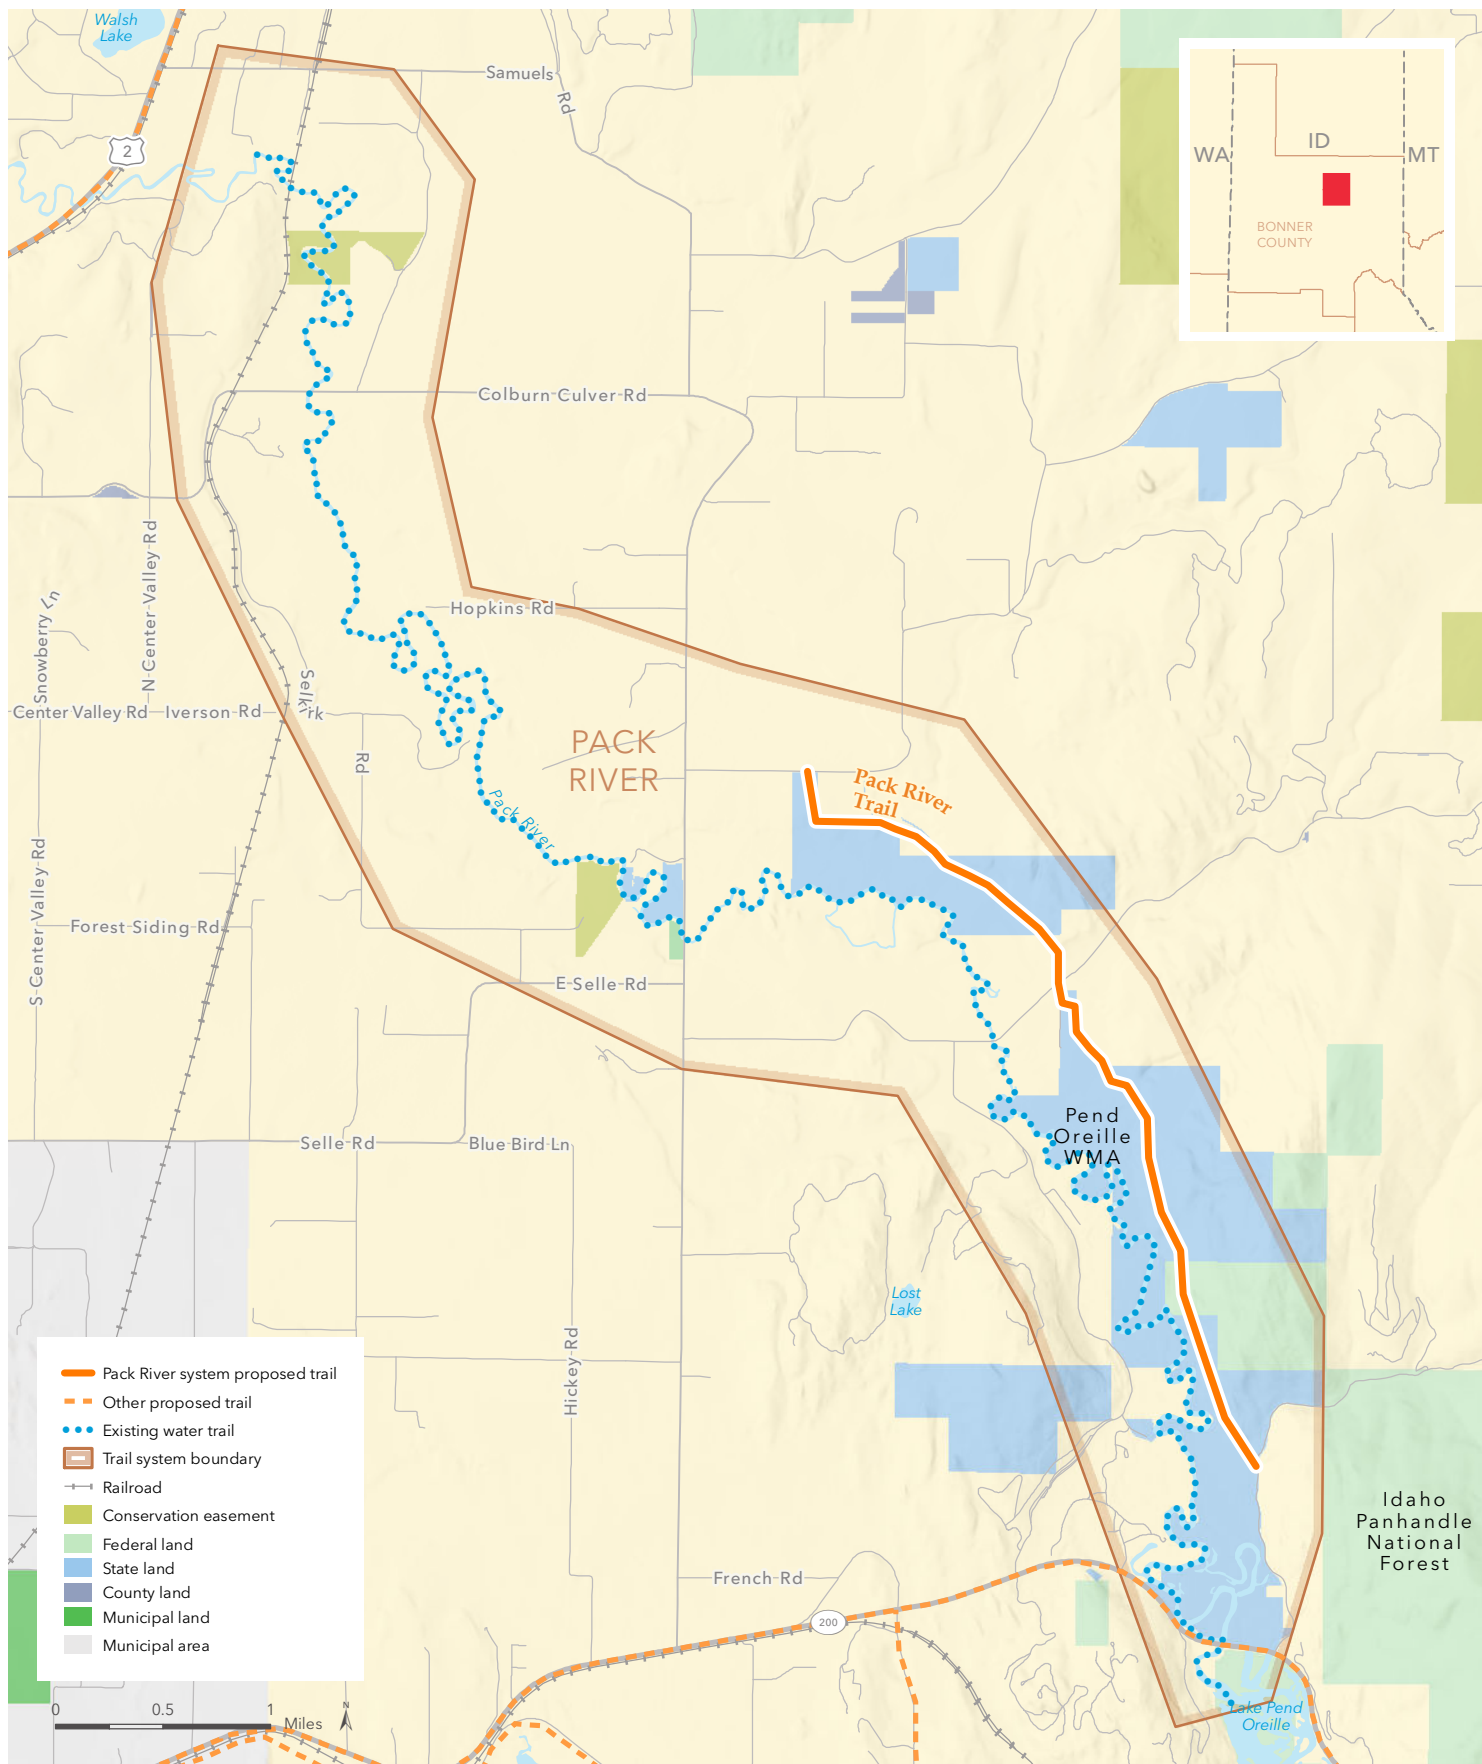 Walsh
Lake
Samuels
Rd
2
WA
ID
MT
BONNER
COUNTY
Colburn Culver Rd
N Center Valley Rd
Snowberry Ln
Hopkins Rd
Selkirk
Rd
Center Valley Rd
Iverson Rd
PACK
RIVER
Pack River
Trail
Pack River
S Center Valley Rd
Forest Siding Rd
E Selle Rd
Pend
Oreille
WMA
Selle Rd
Blue Bird Ln
Lost
Lake
Hickey Rd
Idaho
Panhandle
National
Forest
French Rd
200
Lake Pend
Oreille
Pack River system proposed trail
Other proposed trail
Existing water trail
Trail system boundary
Railroad
Conservation easement
Federal land
State land
County land
Municipal land
Municipal area
0 0.5 1
Miles
N